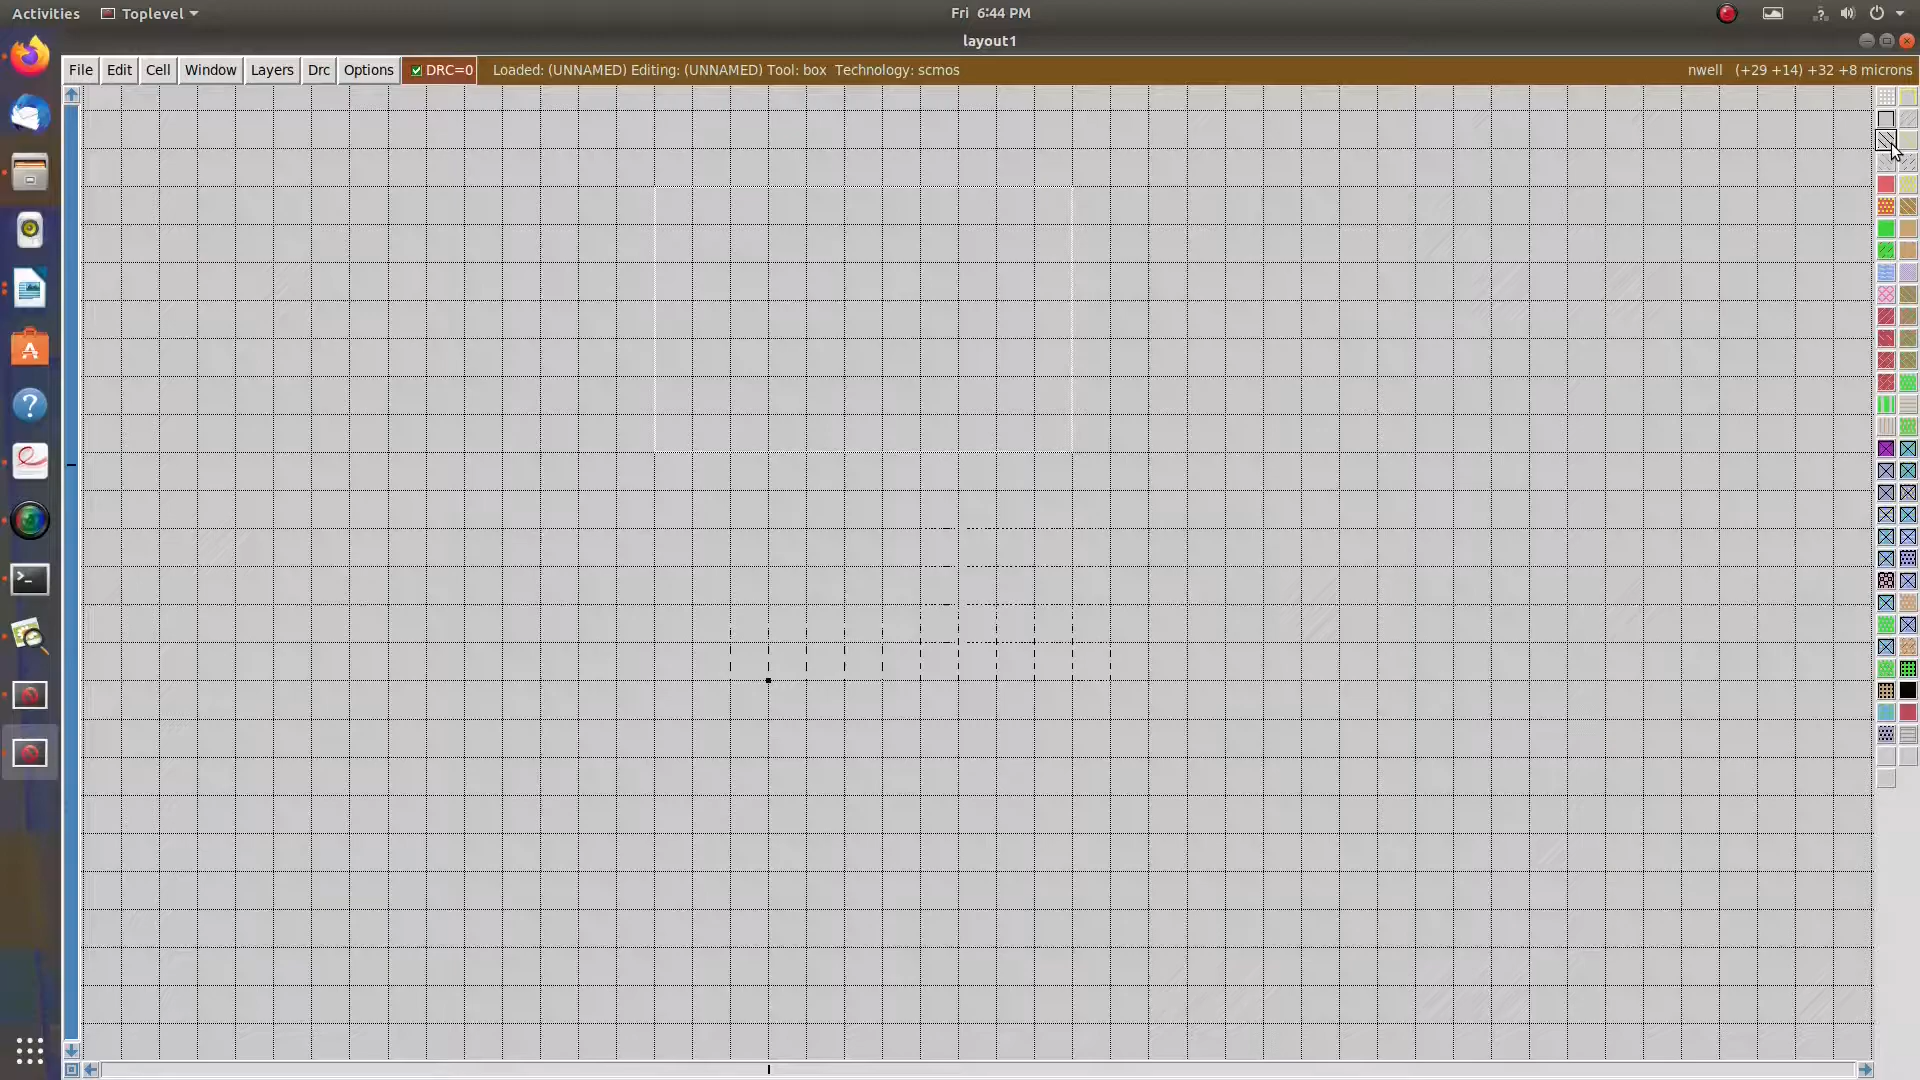 Activities Toplevel Fri 6:44 PM
layout1
File Edit Cell Window Layers Drc Options DRC=0 Loaded: (UNNAMED) Editing: (UNNAMED) Tool: box Technology: scmos nwell (+29 +14) +32 +8 microns